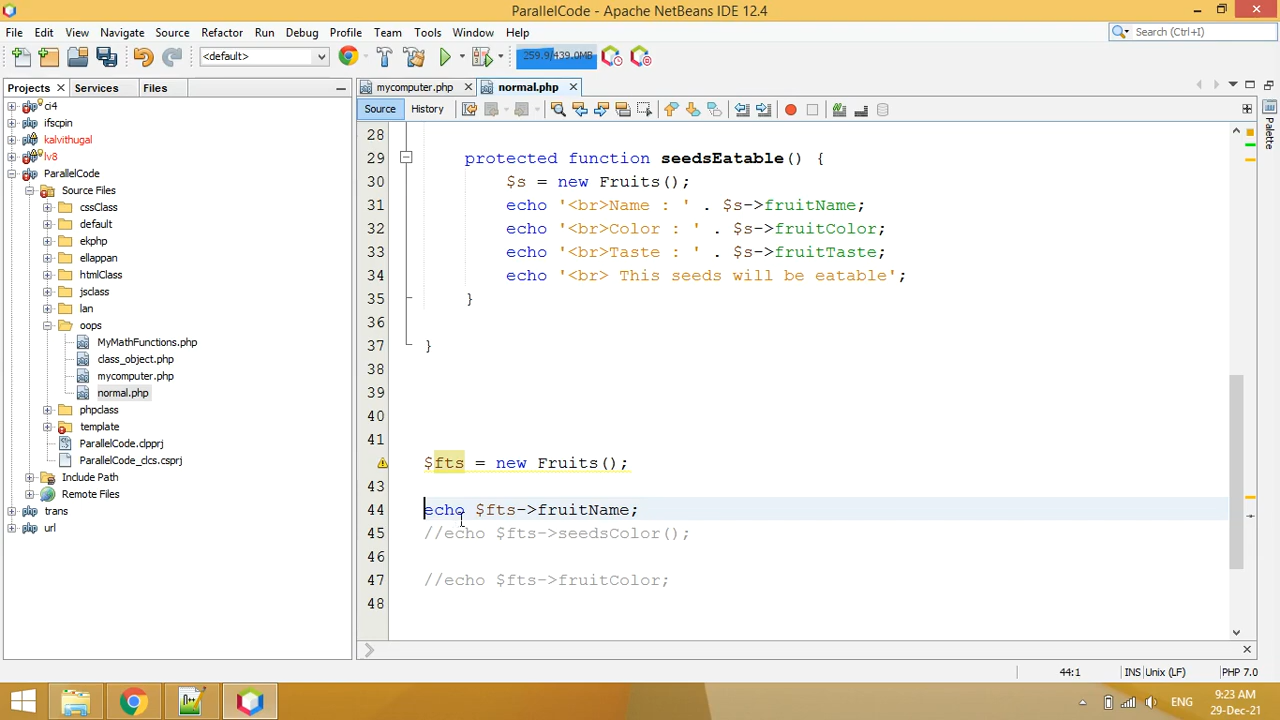 ParallelCode - Apache NetBeans IDE 12.4
File Edit View Navigate Source Refactor Run Debug Profile Team Tools Window Help
Search (Ctrl+I)
<default>
259.9/439.0MB
Projects Services Files
mycomputer.php normal.php
Source History
ci4
ifscpin
kalvithugal
lv8
ParallelCode
Source Files
cssClass
default
ekphp
ellappan
htmlClass
jsclass
lan
oops
MyMathFunctions.php
class_object.php
mycomputer.php
normal.php
phpclass
template
ParallelCode.clpprj
ParallelCode_clcs.csprj
Include Path
Remote Files
trans
url
28
29 protected function seedsEatable() {
30 $s = new Fruits();
31 echo '<br>Name : ' . $s->fruitName;
32 echo '<br>Color : ' . $s->fruitColor;
33 echo '<br>Taste : ' . $s->fruitTaste;
34 echo '<br> This seeds will be eatable';
35 }
36
37 }
38
39
40
41
$fts = new Fruits();
43
44 echo $fts->fruitName;
45 //echo $fts->seedsColor();
46
47 //echo $fts->fruitColor;
48
Palette
44:1 INS Unix (LF) PHP 7.0
ENG
9:23 AM
29-Dec-21